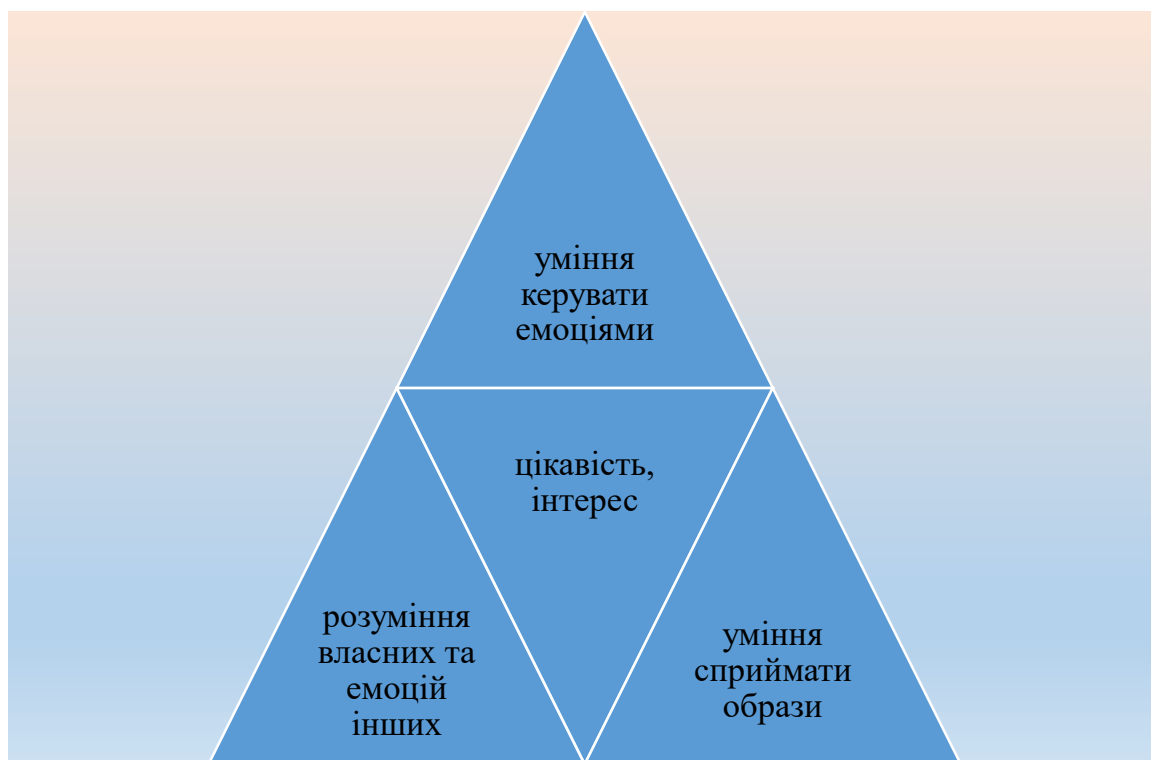 уміння
керувати
емоціями
цікавість,
інтерес
розуміння
власних та
емоцій
інших
уміння
сприймати
образи